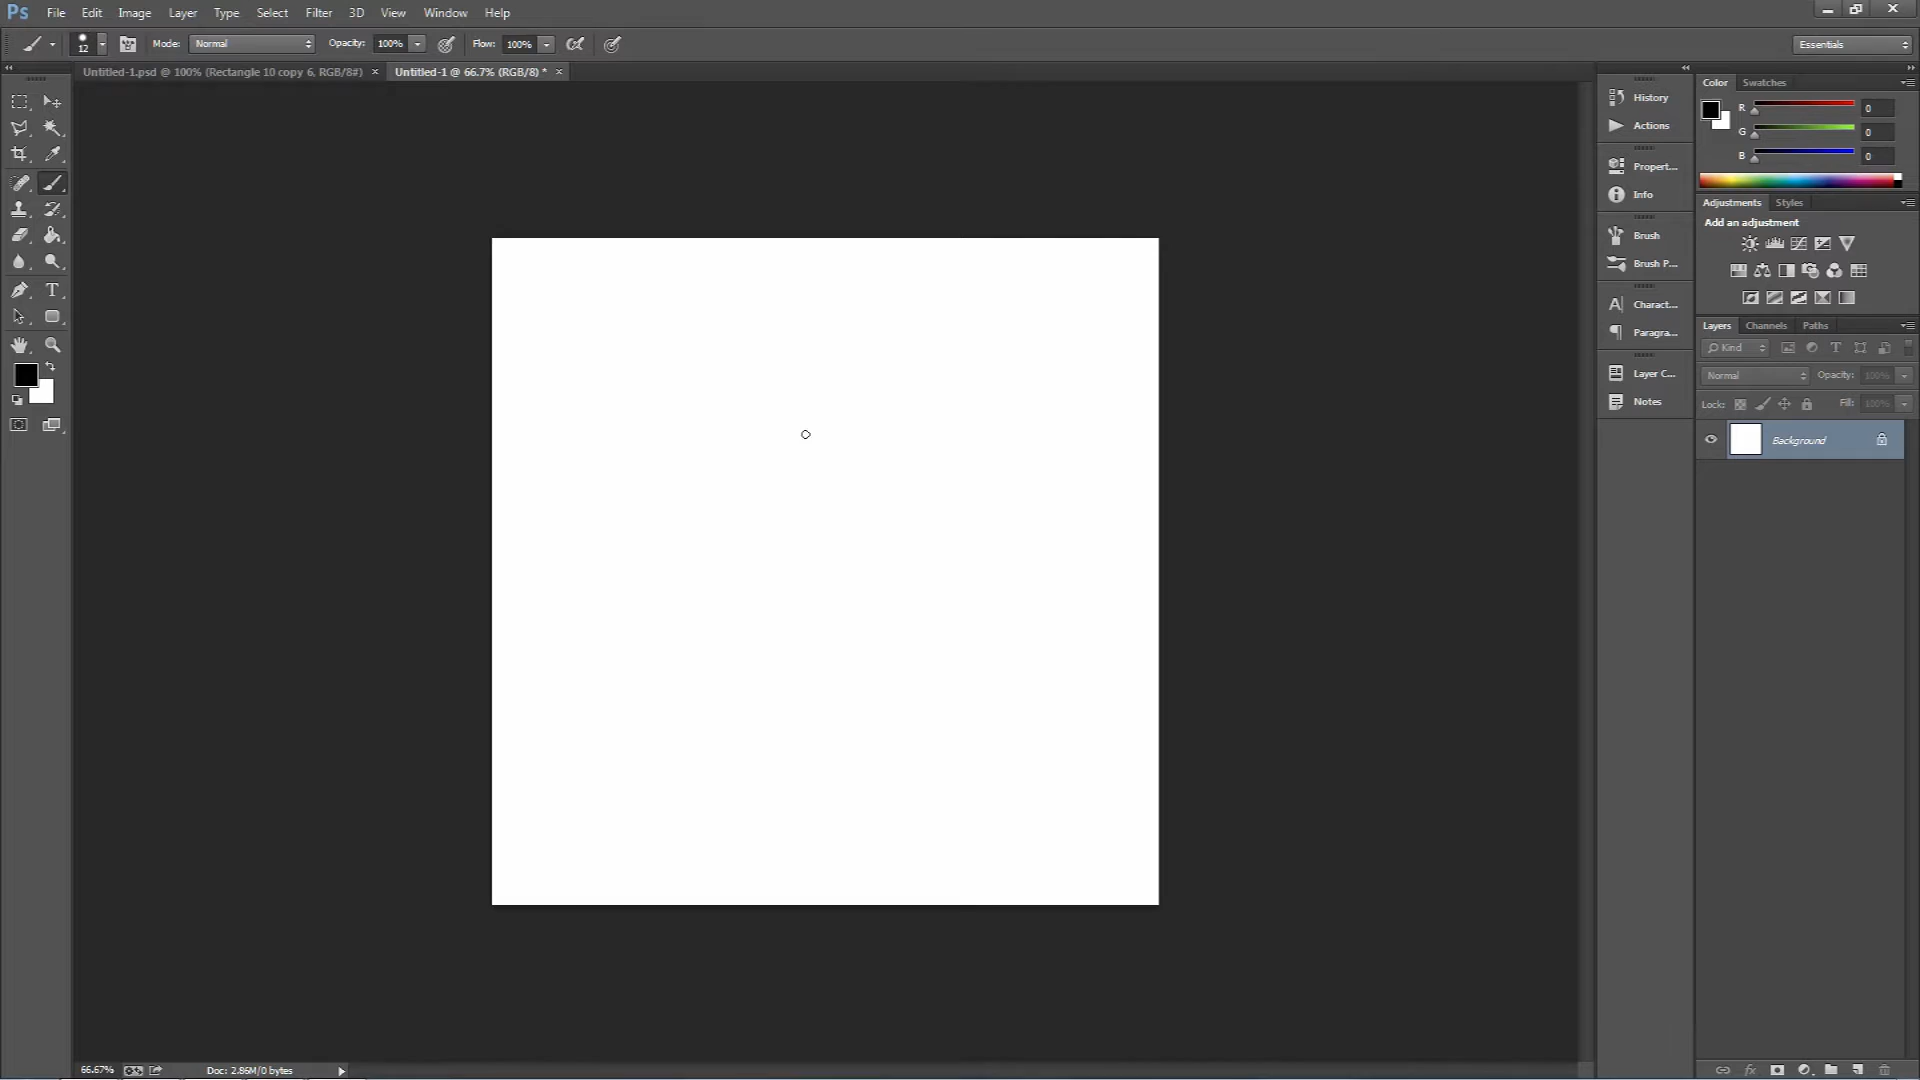 Ps File Edit Image Layer Type Select Filter 3D View Window Help
12 Mode: Normal Opacity: 100% Flow: 100% Essentials
Untitled-1.psd @ 100% (Rectangle 10 copy 6, RGB/8#) × Untitled-1 @ 66.7% (RGB/8) * ×
History
Actions
Propert...
Info
Brush
Brush P...
Charact...
Paragra...
Layer C...
Notes
Color Swatches
R 0
G 0
B 0
Adjustments Styles
Add an adjustment
Layers Channels Paths
Kind
Normal Opacity: 100%
Lock: Fill: 100%
Background
66.67% Doc: 2.86M/0 bytes